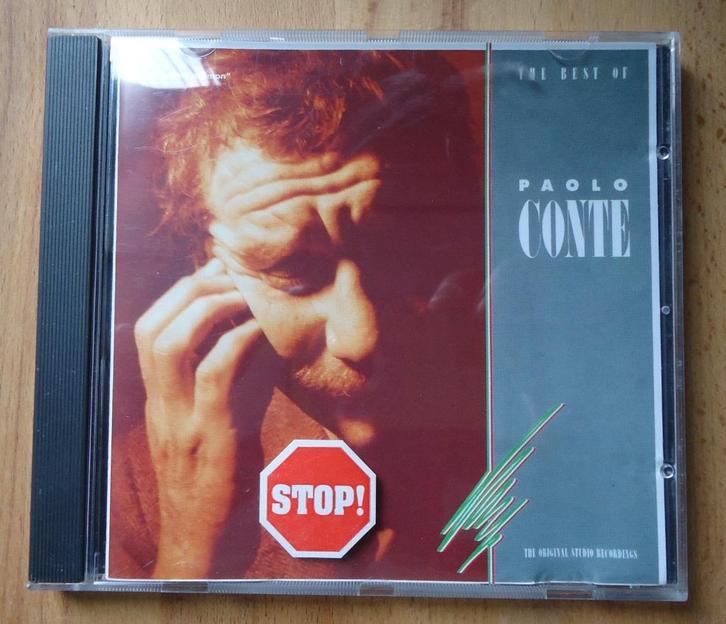 THE BEST OF
PAOLO
CONTE
STOP!
THE ORIGINAL STUDIO RECORDINGS